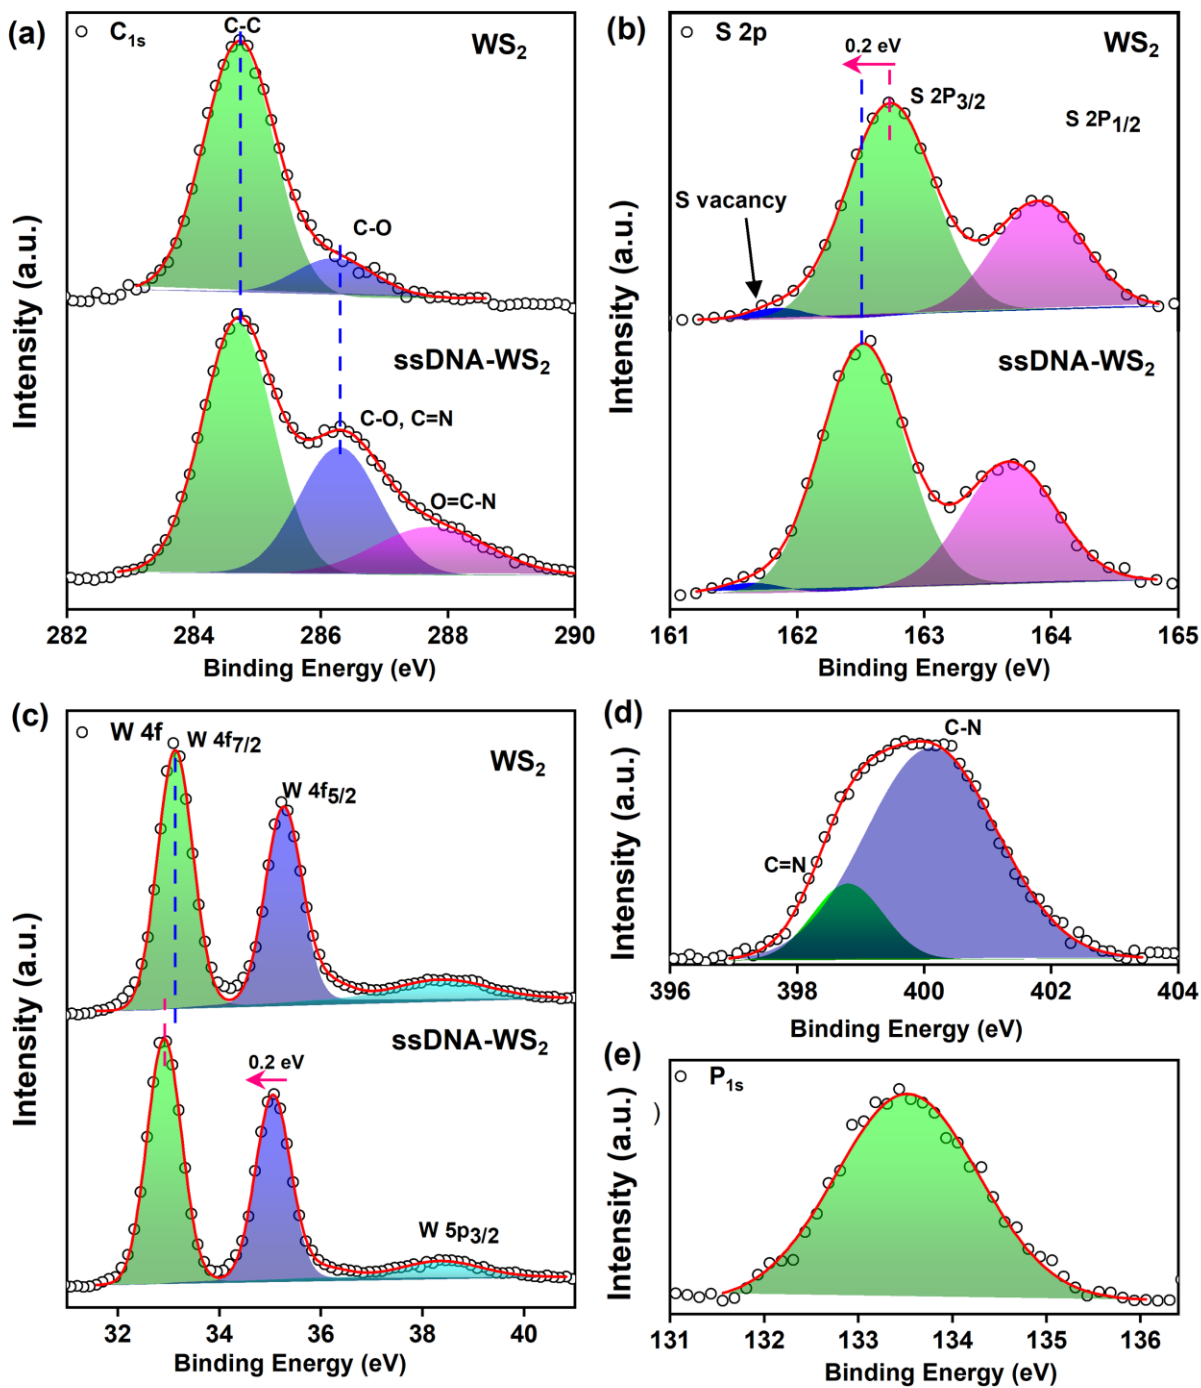 (a)
C1s
C-C
WS2
C-O
ssDNA-WS2
C-O, C=N
O=C-N
Intensity (a.u.)
282 284 286 288 290
Binding Energy (eV)
(b)
S 2p
0.2 eV
WS2
S 2P3/2
S 2P1/2
S vacancy
ssDNA-WS2
Intensity (a.u.)
161 162 163 164 165
Binding Energy (eV)
(c)
W 4f
W 4f7/2
WS2
W 4f5/2
ssDNA-WS2
0.2 eV
W 5p3/2
Intensity (a.u.)
32 34 36 38 40
Binding Energy (eV)
(d)
C-N
C=N
Intensity (a.u.)
396 398 400 402 404
Binding Energy (eV)
(e)
P1s
)
Intensity (a.u.)
131 132 133 134 135 136
Binding Energy (eV)